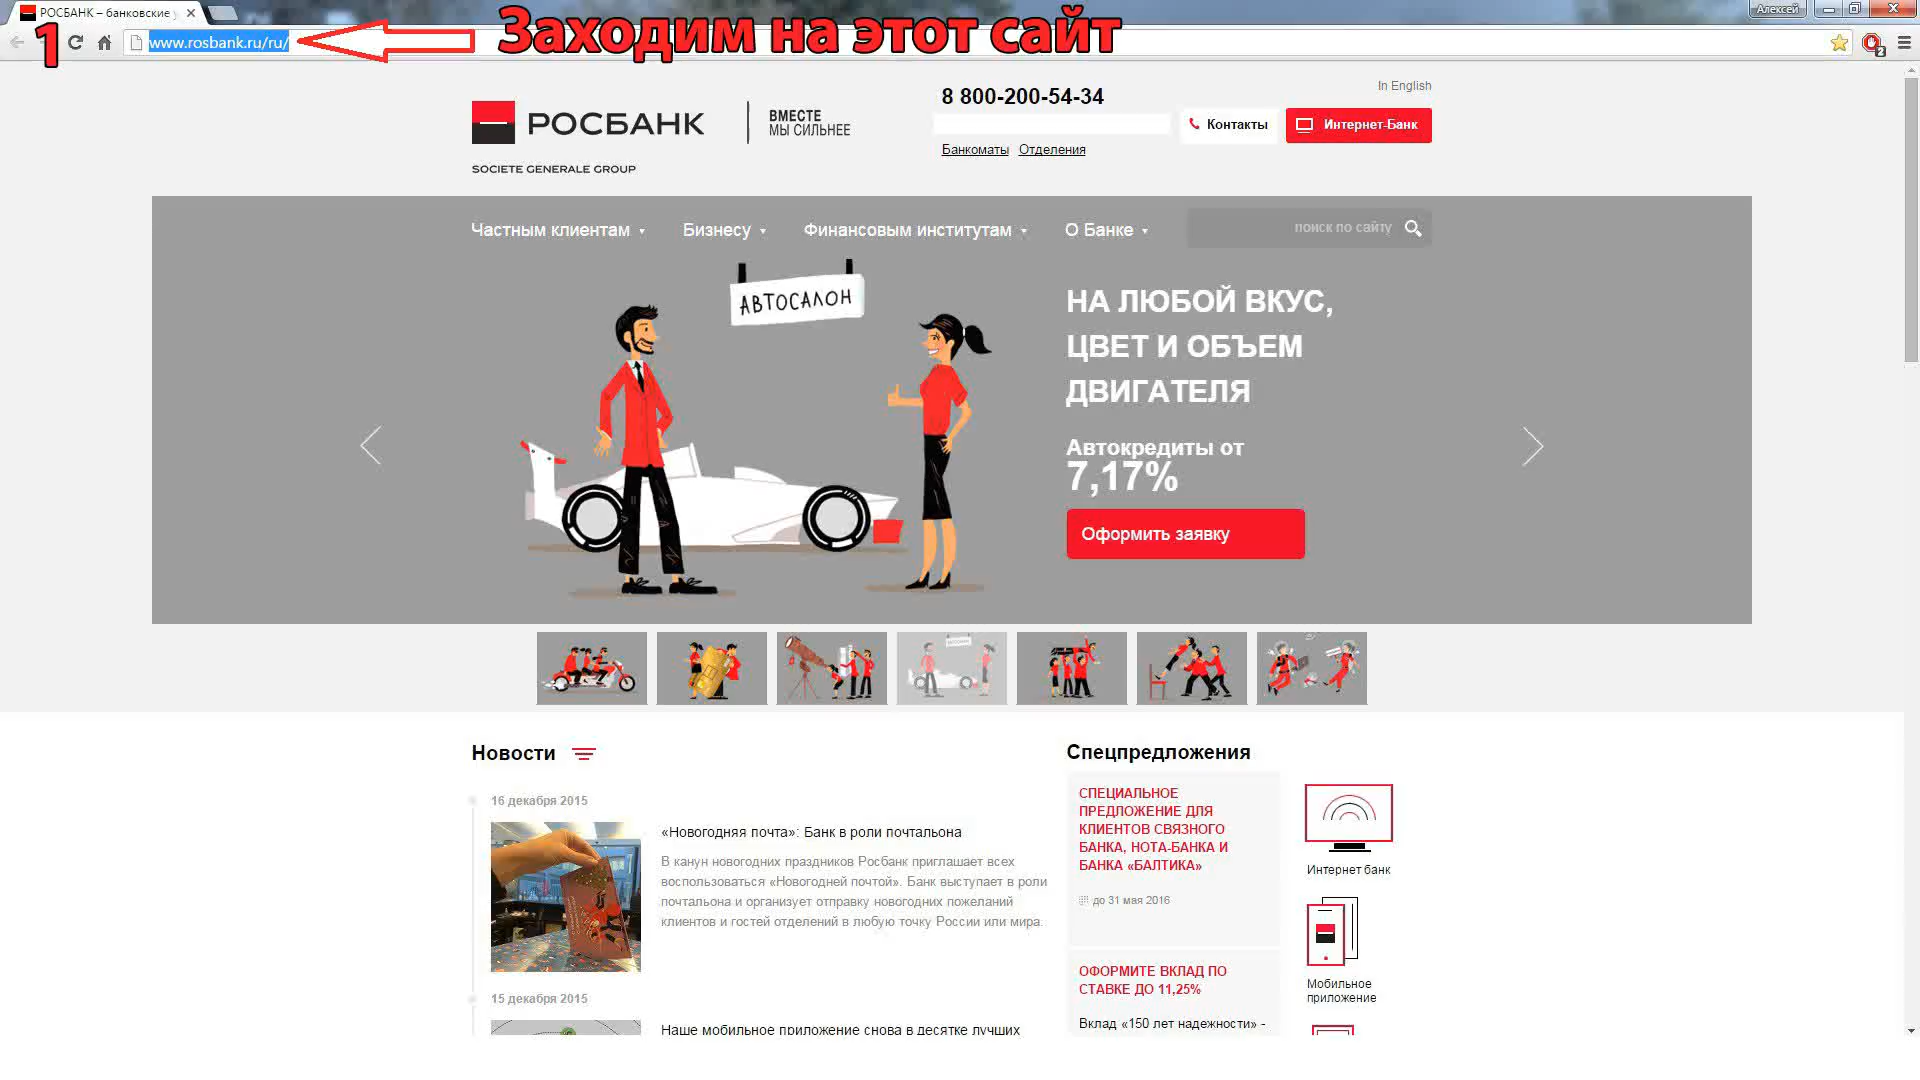 РОСБАНК – банковские у
Алексей
1
www.rosbank.ru/ru/
Заходим на этот сайт
2
In English
8 800-200-54-34
РОСБАНК
ВМЕСТЕ
МЫ СИЛЬНЕЕ
Контакты
Интернет-Банк
Банкоматы Отделения
SOCIETE GENERALE GROUP
Частным клиентам
Бизнесу
Финансовым институтам
О Банке
поиск по сайту
АВТОСАЛОН
НА ЛЮБОЙ ВКУС,
ЦВЕТ И ОБЪЕМ
ДВИГАТЕЛЯ
Автокредиты от
7,17%
Оформить заявку
Новости
16 декабря 2015
«Новогодняя почта»: Банк в роли почтальона
В канун новогодних праздников Росбанк приглашает всех
воспользоваться «Новогодней почтой». Банк выступает в роли
почтальона и организует отправку новогодних пожеланий
клиентов и гостей отделений в любую точку России или мира.
15 декабря 2015
Наше мобильное приложение снова в десятке лучших
Спецпредложения
СПЕЦИАЛЬНОЕ
ПРЕДЛОЖЕНИЕ ДЛЯ
КЛИЕНТОВ СВЯЗНОГО
БАНКА, НОТА-БАНКА И
БАНКА «БАЛТИКА»
до 31 мая 2016
ОФОРМИТЕ ВКЛАД ПО
СТАВКЕ ДО 11,25%
Вклад «150 лет надежности» -
Интернет банк
Мобильное
приложение